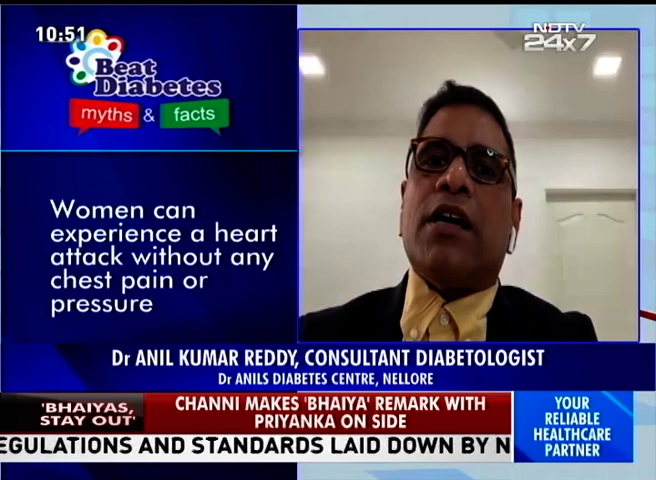 10:51
NDTV
24x7
Beat
Diabetes
myths & facts
Women can
experience a heart
attack without any
chest pain or
pressure
Dr ANIL KUMAR REDDY, CONSULTANT DIABETOLOGIST
Dr ANILS DIABETES CENTRE, NELLORE
'BHAIYAS,
STAY OUT'
CHANNI MAKES 'BHAIYA' REMARK WITH
PRIYANKA ON SIDE
YOUR
RELIABLE
HEALTHCARE
PARTNER
EGULATIONS AND STANDARDS LAID DOWN BY N